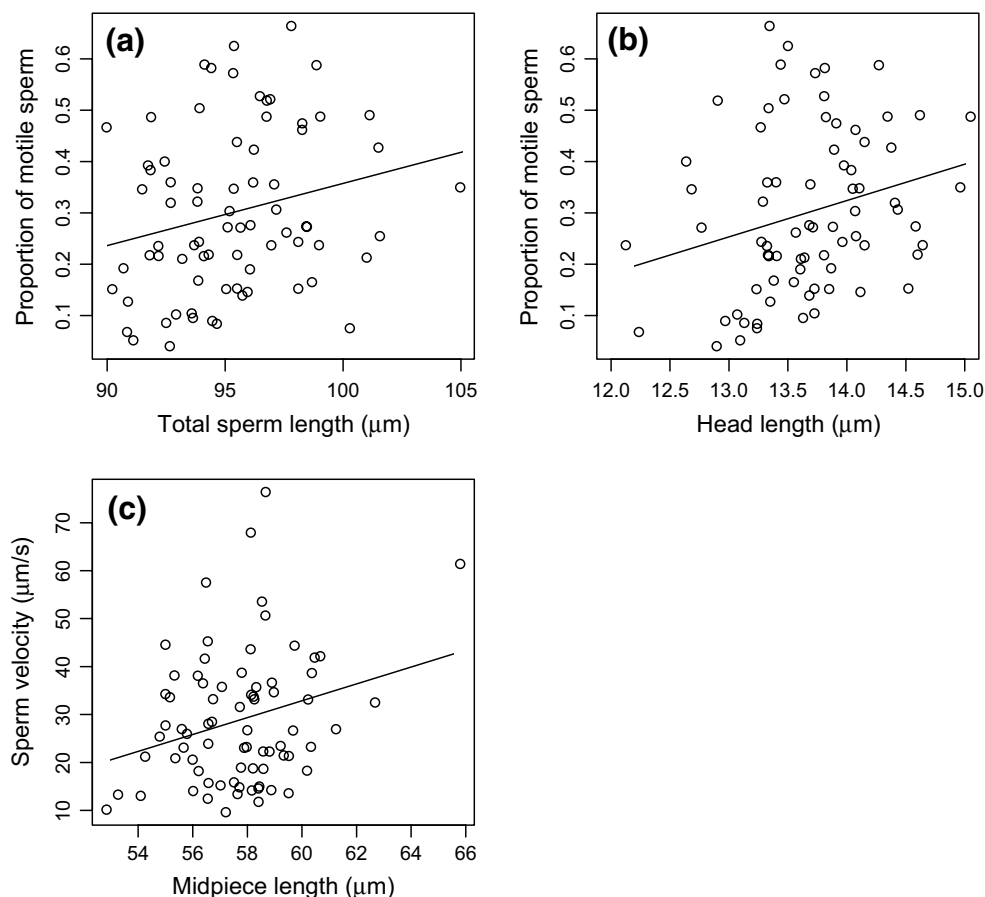 (a)
Proportion of motile sperm
0.6
0.5
0.4
0.3
0.2
0.1
90 95 100 105
Total sperm length (μm)
(b)
Proportion of motile sperm
0.6
0.5
0.4
0.3
0.2
0.1
12.0 12.5 13.0 13.5 14.0 14.5 15.0
Head length (μm)
(c)
Sperm velocity (μm/s)
70
60
50
40
30
20
10
54 56 58 60 62 64 66
Midpiece length (μm)